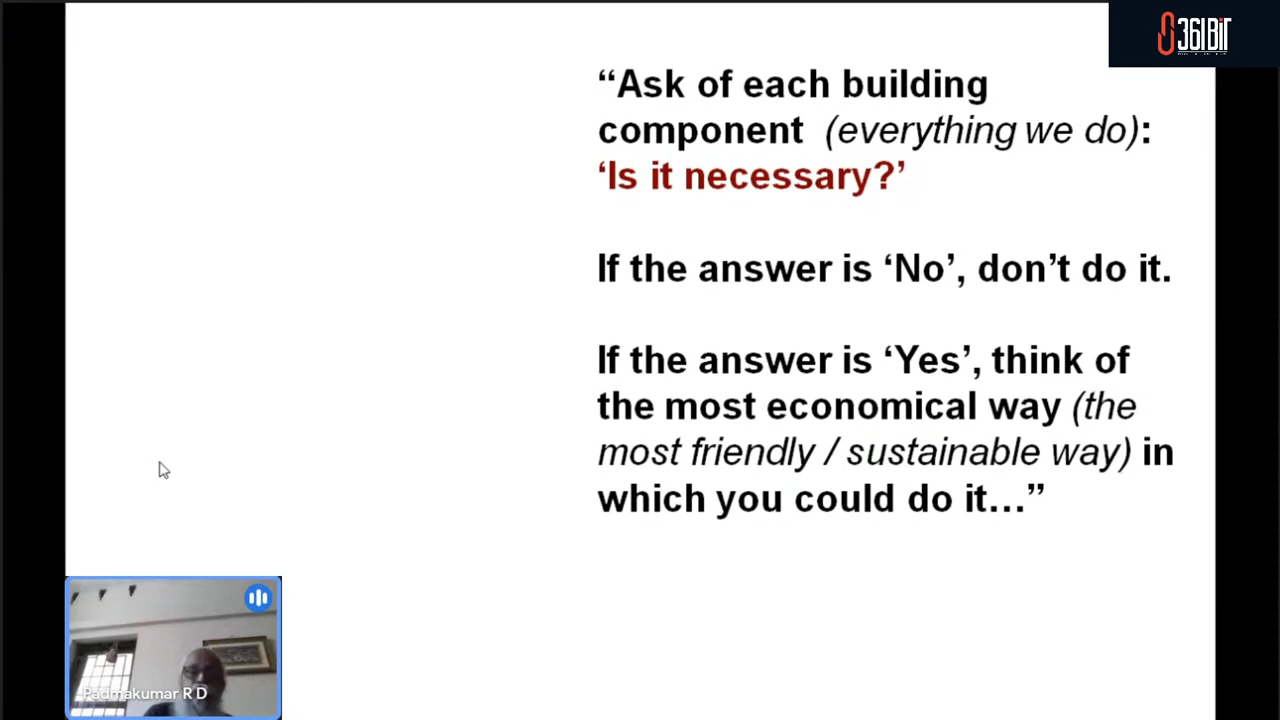 361BiT
“Ask of each building
component (everything we do):
‘Is it necessary?’
If the answer is ‘No’, don’t do it.
If the answer is ‘Yes’, think of
the most economical way (the
most friendly / sustainable way) in
which you could do it…”
Padmakumar R D